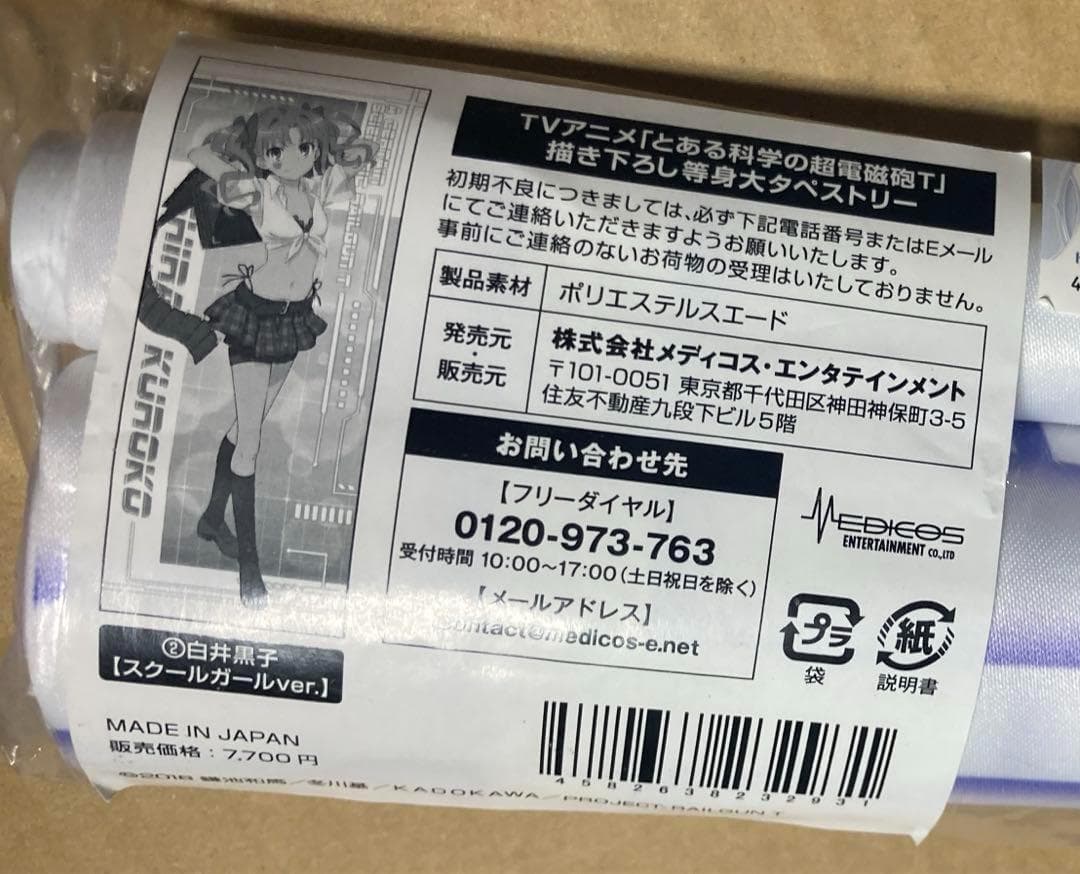 TVアニメ「とある科学の超電磁砲T」
描き下ろし等身大タペストリー
初期不良につきましては、必ず下記電話番号またはEメール
にてご連絡いただきますようお願いいたします。
事前にご連絡のないお荷物の受理はいたしておりません。
製品素材
ポリエステルスエード
発売元
・
販売元
株式会社メディコス・エンタテインメント
〒101-0051 東京都千代田区神田神保町3-5
住友不動産九段下ビル5階
お問い合わせ先
【フリーダイヤル】
0120-973-763
受付時間 10:00~17:00(土日祝日を除く)
【メールアドレス】
contact@medicos-e.net
MEDICOS
ENTERTAINMENT CO.,LTD
プラ
袋
紙
説明書
KUROKO
②白井黒子
【スクールガールver.】
MADE IN JAPAN
販売価格:7,700円
©2018 鎌池和馬/冬川基/KADOKAWA/PROJECT-RAILGUN T
4582638232931